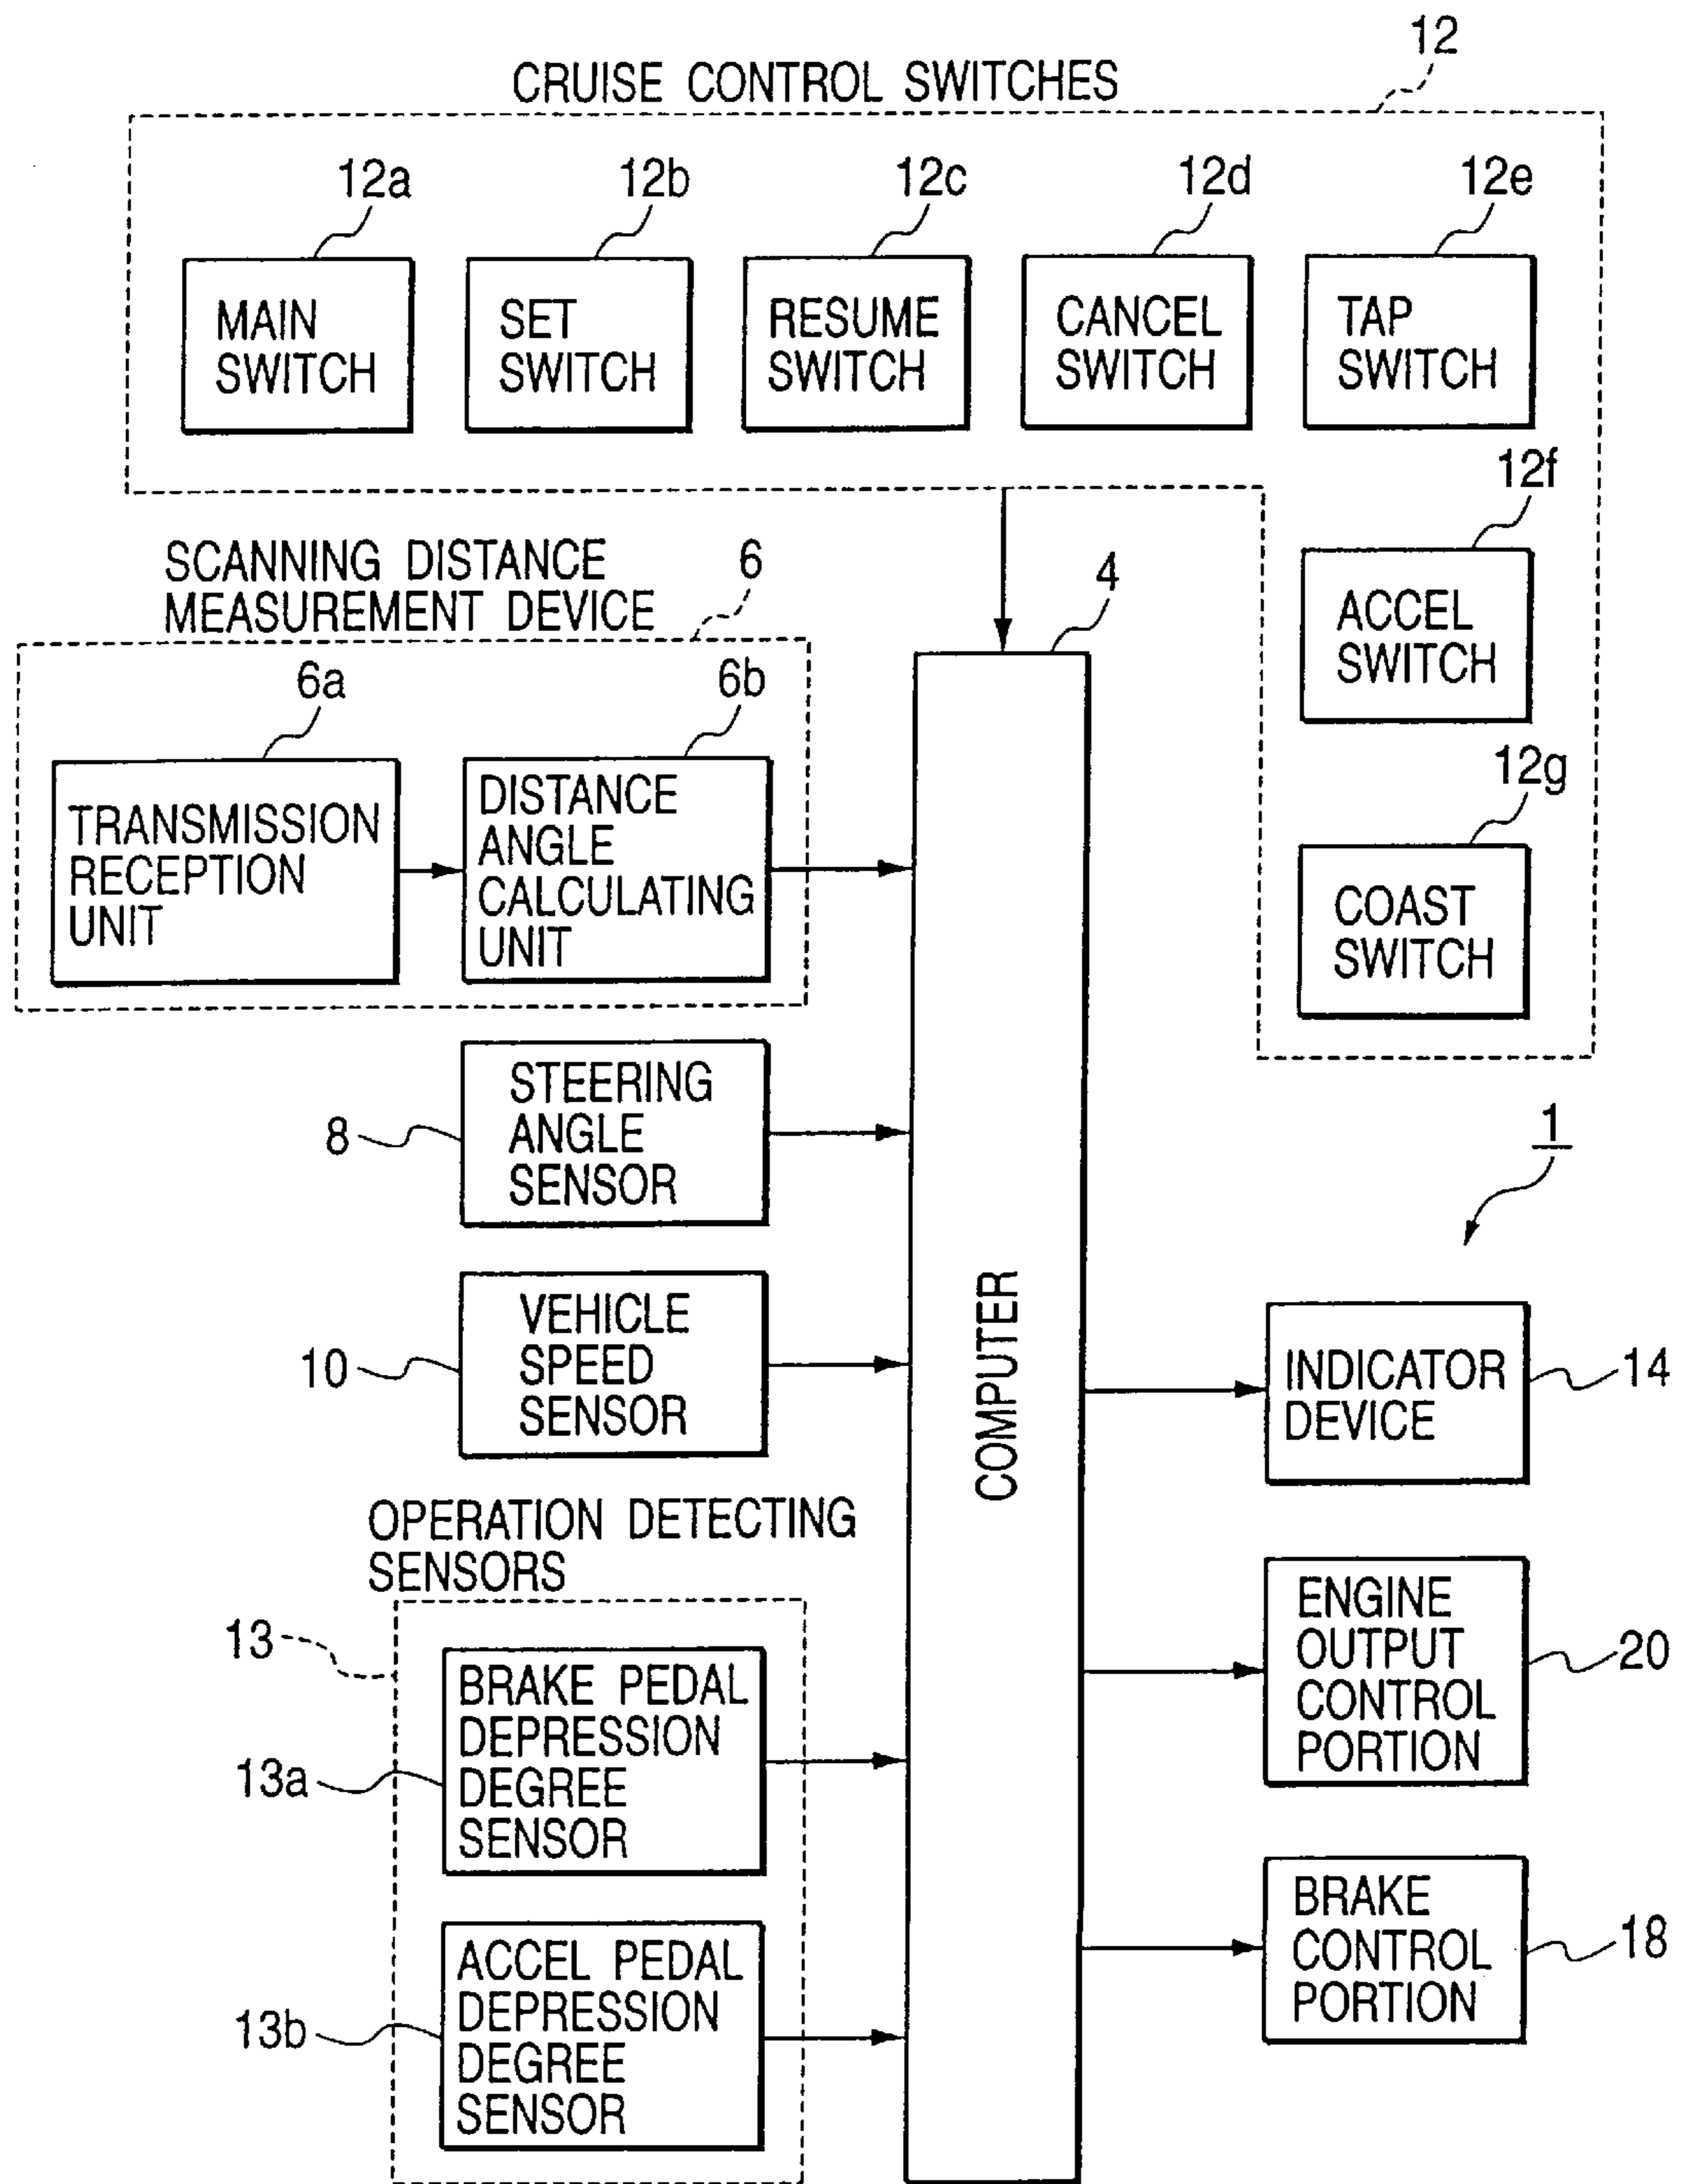 12
CRUISE CONTROL SWITCHES
12a
12b
12c
12d
12e
MAIN
SWITCH
SET
SWITCH
RESUME
SWITCH
CANCEL
SWITCH
TAP
SWITCH
12f
ACCEL
SWITCH
12g
COAST
SWITCH
SCANNING DISTANCE
MEASUREMENT DEVICE
6
4
6a
6b
TRANSMISSION
RECEPTION
UNIT
DISTANCE
ANGLE
CALCULATING
UNIT
8
STEERING
ANGLE
SENSOR
10
VEHICLE
SPEED
SENSOR
COMPUTER
1
INDICATOR
DEVICE
14
OPERATION DETECTING
SENSORS
13
13a
BRAKE PEDAL
DEPRESSION
DEGREE
SENSOR
13b
ACCEL PEDAL
DEPRESSION
DEGREE
SENSOR
ENGINE
OUTPUT
CONTROL
PORTION
20
BRAKE
CONTROL
PORTION
18